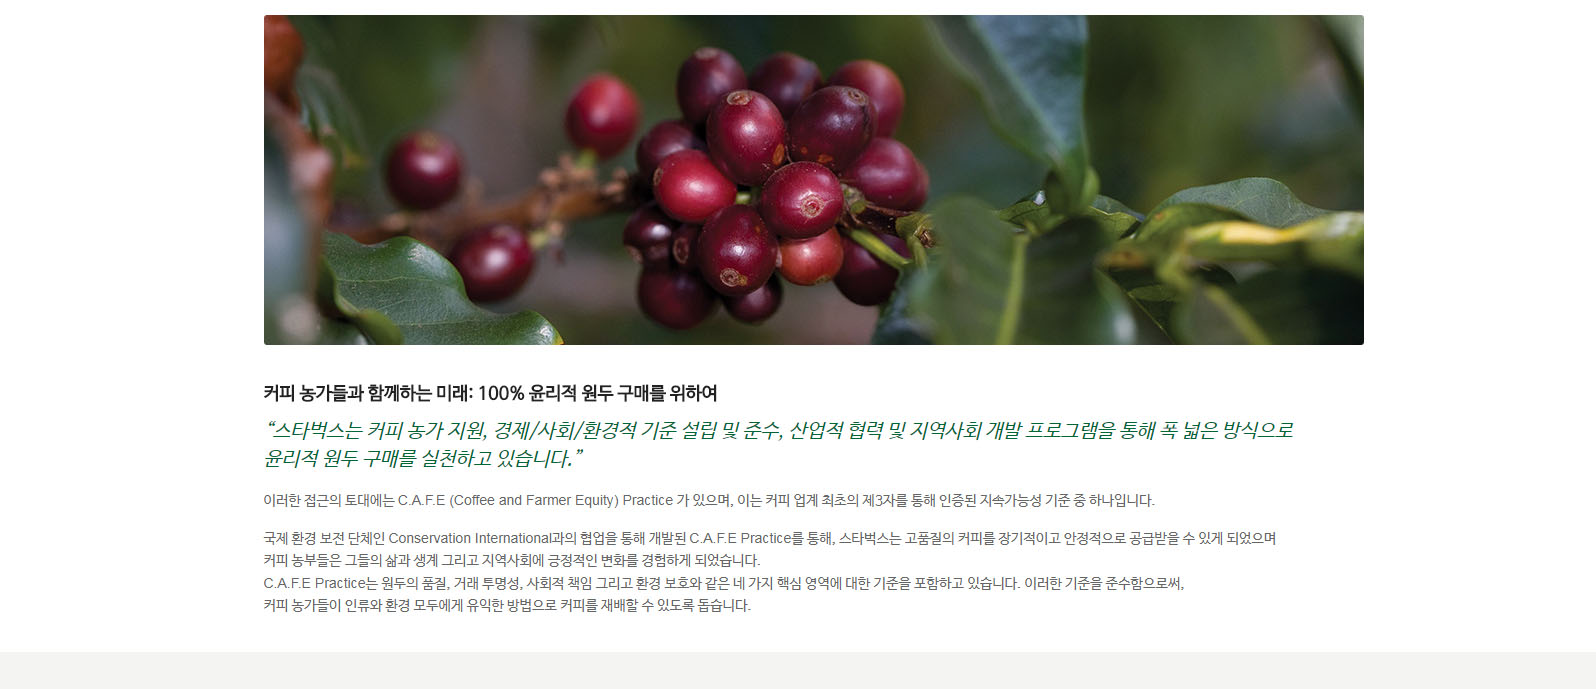 커피 농가들과 함께하는 미래: 100% 윤리적 원두 구매를 위하여
“스타벅스는 커피 농가 지원, 경제/사회/환경적 기준 설립 및 준수, 산업적 협력 및 지역사회 개발 프로그램을 통해 폭 넓은 방식으로
윤리적 원두 구매를 실천하고 있습니다.”
이러한 접근의 토대에는 C.A.F.E (Coffee and Farmer Equity) Practice 가 있으며, 이는 커피 업계 최초의 제3자를 통해 인증된 지속가능성 기준 중 하나입니다.
국제 환경 보전 단체인 Conservation International과의 협업을 통해 개발된 C.A.F.E Practice를 통해, 스타벅스는 고품질의 커피를 장기적이고 안정적으로 공급받을 수 있게 되었으며
커피 농부들은 그들의 삶과 생계 그리고 지역사회에 긍정적인 변화를 경험하게 되었습니다.
C.A.F.E Practice는 원두의 품질, 거래 투명성, 사회적 책임 그리고 환경 보호와 같은 네 가지 핵심 영역에 대한 기준을 포함하고 있습니다. 이러한 기준을 준수함으로써,
커피 농가들이 인류와 환경 모두에게 유익한 방법으로 커피를 재배할 수 있도록 돕습니다.